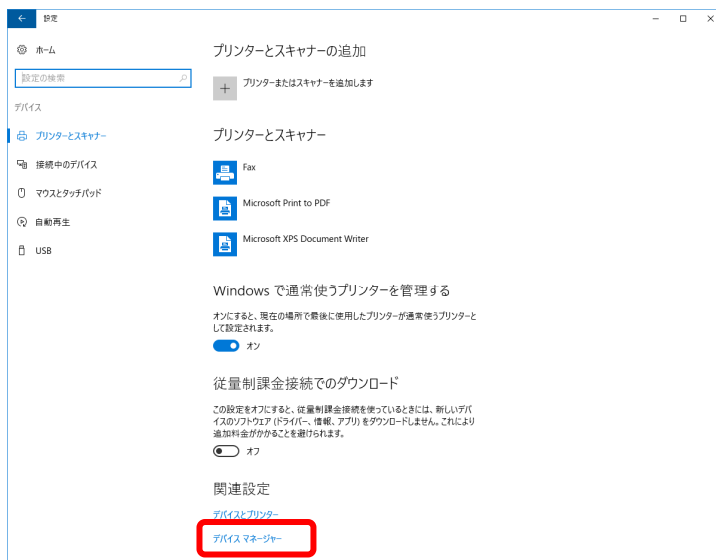 設定
ホーム
設定の検索
デバイス
プリンターとスキャナー
接続中のデバイス
マウスとタッチパッド
自動再生
USB
プリンターとスキャナーの追加
プリンターまたはスキャナーを追加します
プリンターとスキャナー
Fax
Microsoft Print to PDF
Microsoft XPS Document Writer
Windows で通常使うプリンターを管理する
オンにすると、現在の場所で最後に使用したプリンターが通常使うプリンターと
して設定されます。
オン
従量制課金接続でのダウンロード
この設定をオフにすると、従量制課金接続を使っているときには、新しいデバ
イスのソフトウェア (ドライバー、情報、アプリ) をダウンロードしません。これにより
追加料金がかかることを避けられます。
オフ
関連設定
デバイスとプリンター
デバイス マネージャー